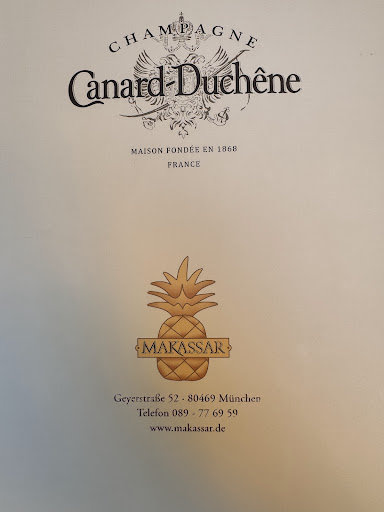 CHAMPAGNE
Canard-Duchêne
MAISON FONDÉE EN 1868
FRANCE
MAKASSAR
Geyerstraße 52 - 80469 München
Telefon 089 - 77 69 59
www.makassar.de